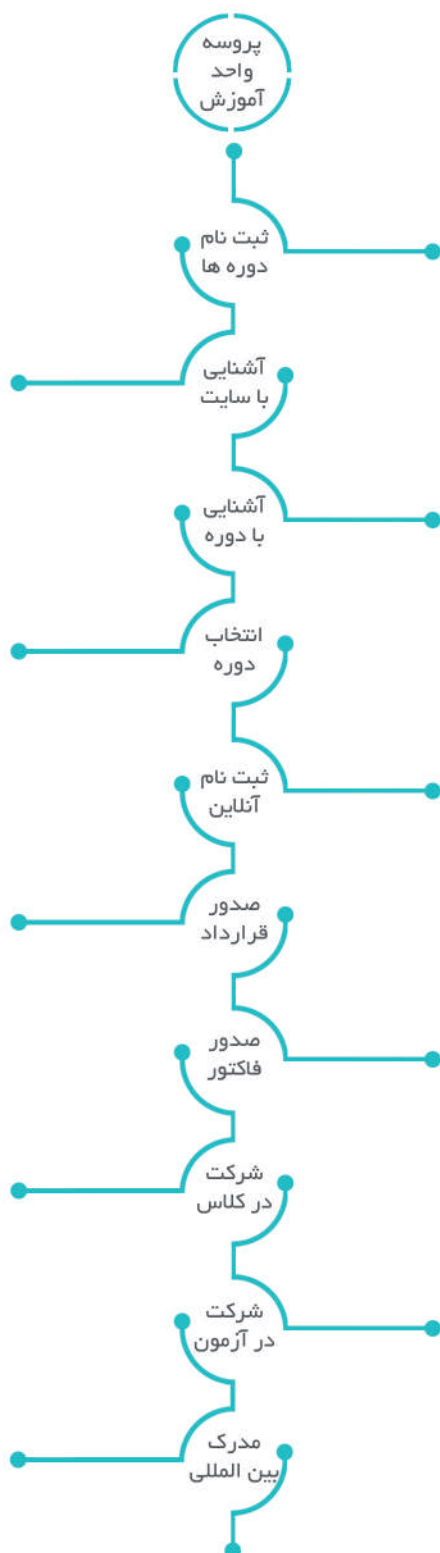 پروسه
واحد
آموزش
ثبت نام
دوره ها
آشنایی
با سایت
آشنایی
با دوره
انتخاب
دوره
ثبت نام
آنلاین
صدور
قرارداد
صدور
فاکتور
شرکت
در کلاس
شرکت
در آزمون
مدرک
بین المللی